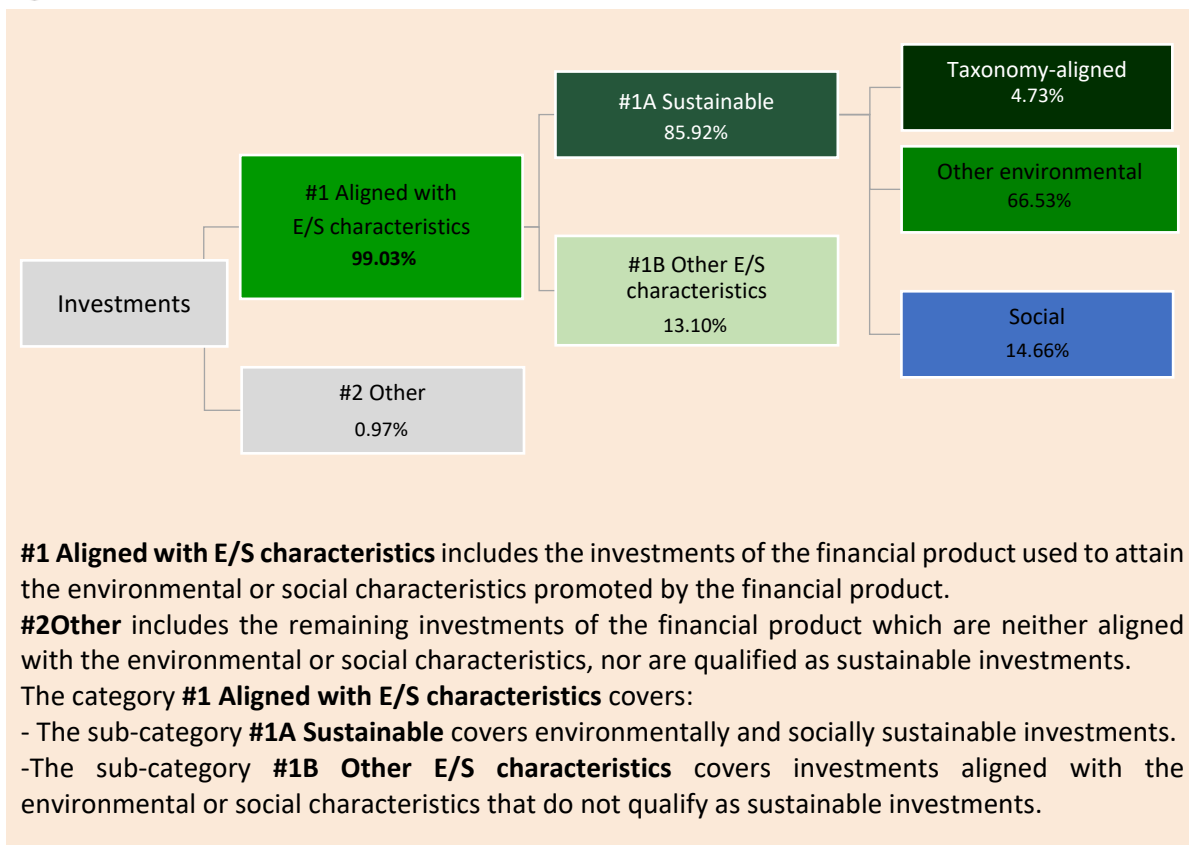 Taxonomy-aligned
4.73%
#1A Sustainable
85.92%
Other environmental
66.53%
#1 Aligned with
E/S characteristics
99.03%
#1B Other E/S
characteristics
13.10%
Investments
Social
14.66%
#2 Other
0.97%
#1 Aligned with E/S characteristics includes the investments of the financial product used to attain
the environmental or social characteristics promoted by the financial product.
#2Other includes the remaining investments of the financial product which are neither aligned
with the environmental or social characteristics, nor are qualified as sustainable investments.
The category #1 Aligned with E/S characteristics covers:
- The sub-category #1A Sustainable covers environmentally and socially sustainable investments.
-The sub-category #1B Other E/S characteristics covers investments aligned with the
environmental or social characteristics that do not qualify as sustainable investments.